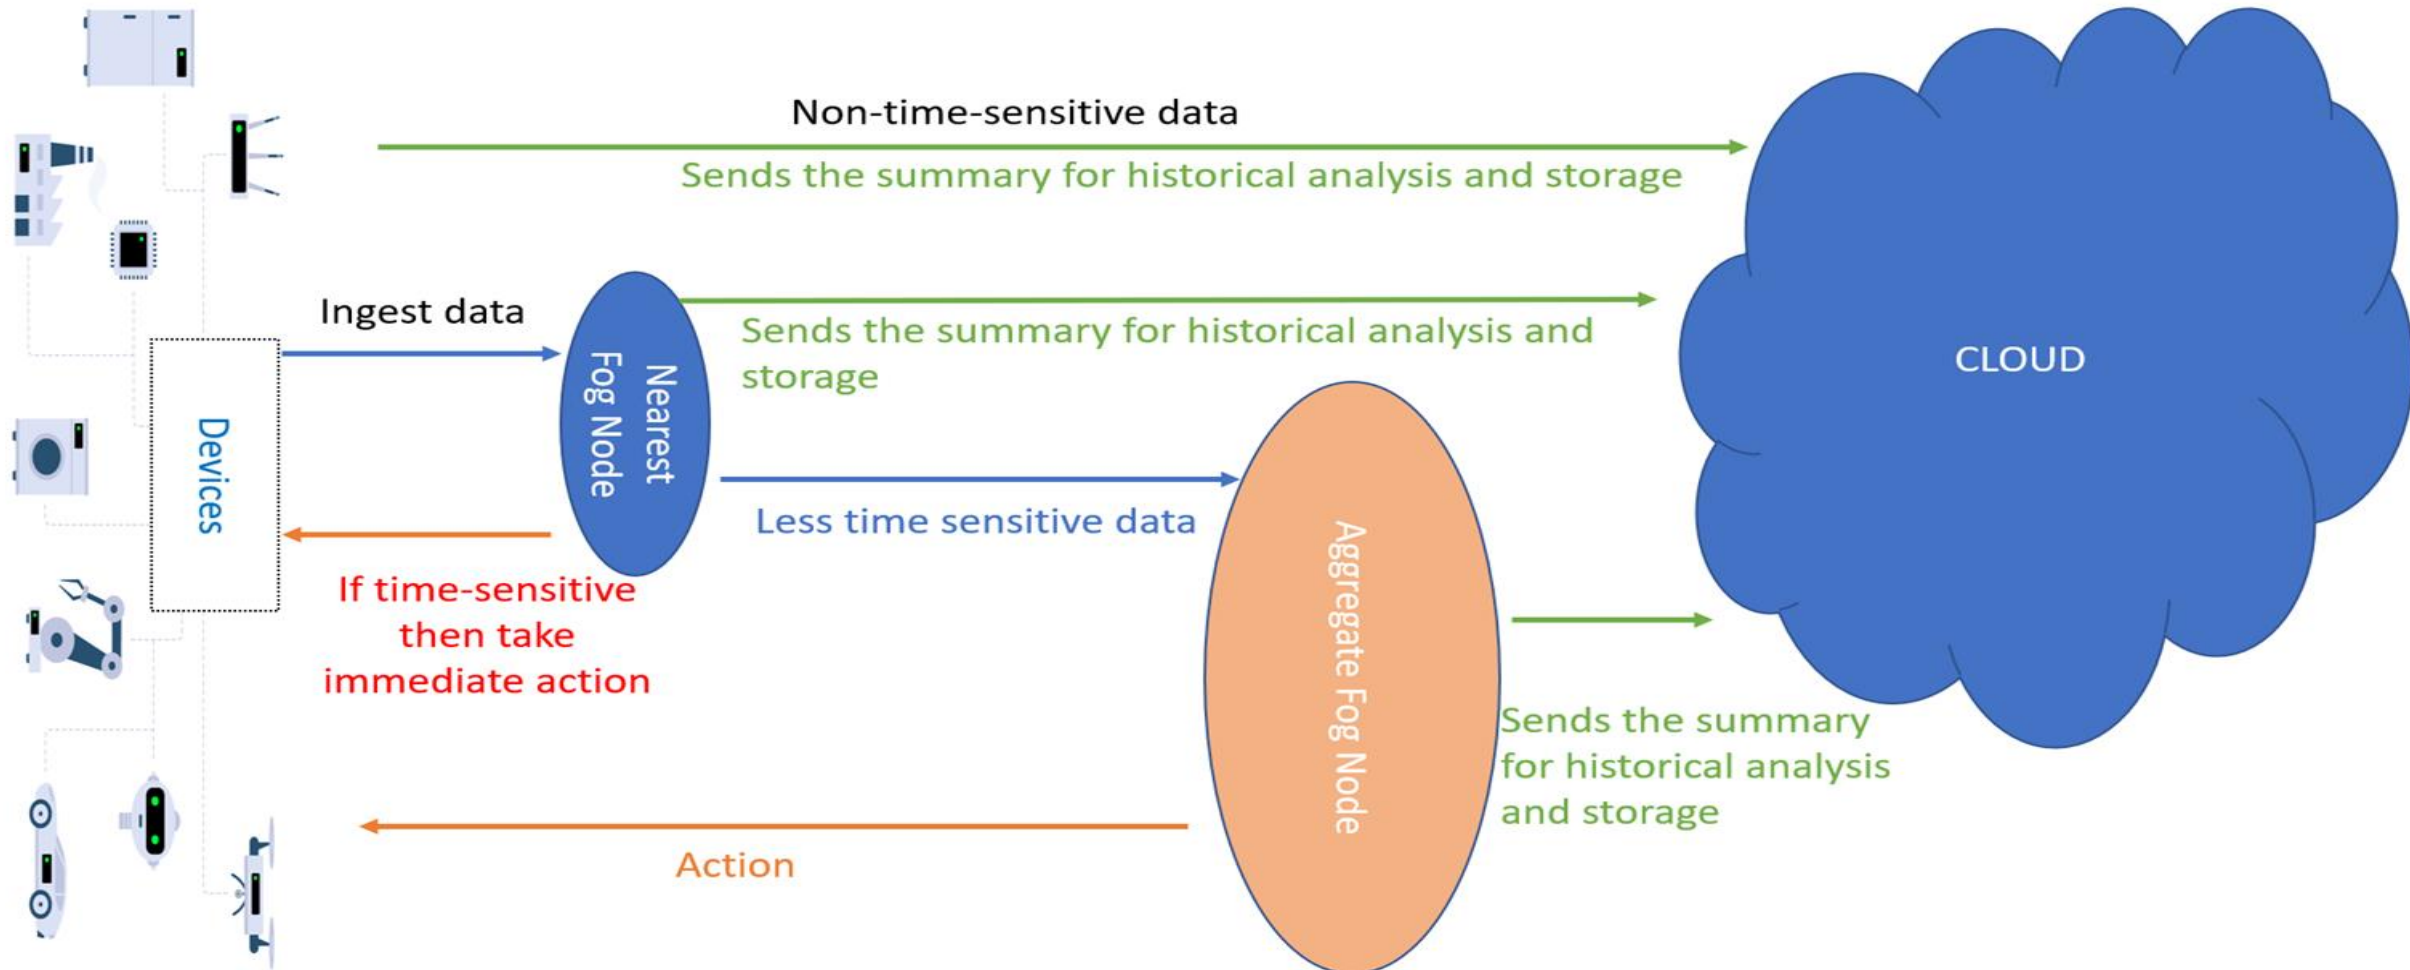 Non-time-sensitive data
Sends the summary for historical analysis and storage
Ingest data
Nearest
Fog Node
Sends the summary for historical analysis and
storage
CLOUD
Devices
Less time sensitive data
Aggregate Fog Node
If time-sensitive
then take
immediate action
Sends the summary
for historical analysis
and storage
Action